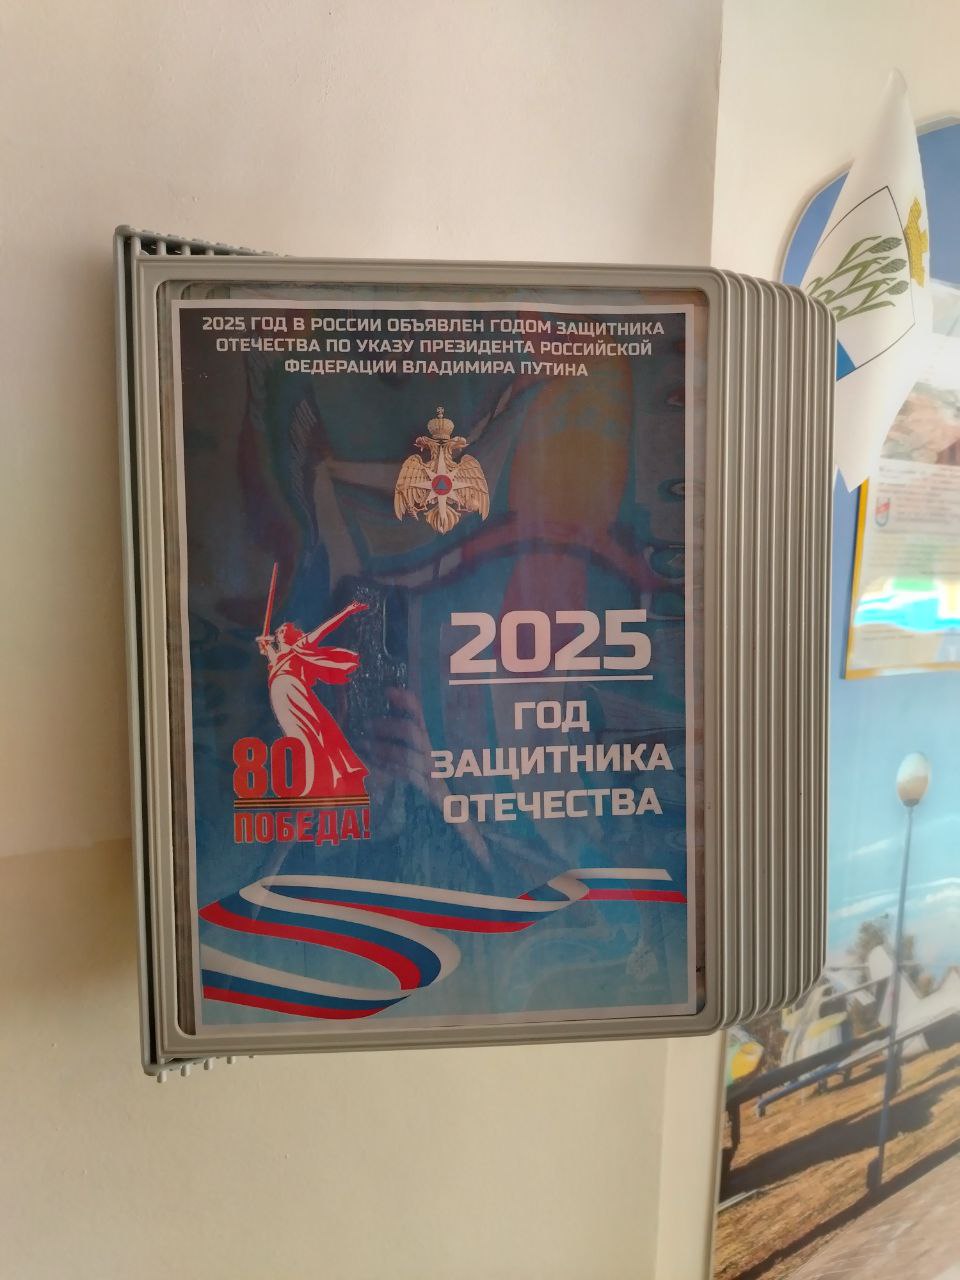 2025 ГОД В РОССИИ ОБЪЯВЛЕН ГОДОМ ЗАЩИТНИКА
ОТЕЧЕСТВА ПО УКАЗУ ПРЕЗИДЕНТА РОССИЙСКОЙ
ФЕДЕРАЦИИ ВЛАДИМИРА ПУТИНА
2025
ГОД
ЗАЩИТНИКА
ОТЕЧЕСТВА
80
ПОБЕДА!